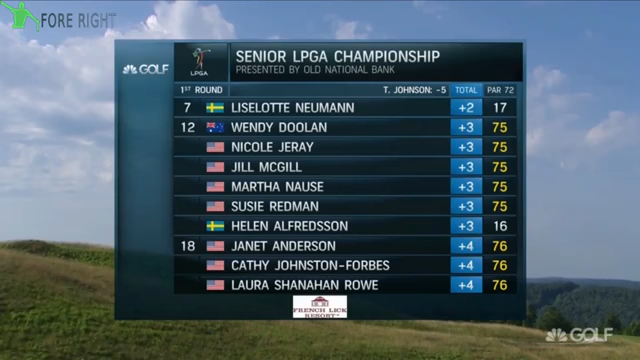 FORE RIGHT
GOLF
LPGA
SENIOR LPGA CHAMPIONSHIP
PRESENTED BY OLD NATIONAL BANK
1ST ROUND T. JOHNSON: -5 TOTAL PAR 72
7 LISELOTTE NEUMANN +2 17
12 WENDY DOOLAN +3 75
NICOLE JERAY +3 75
JILL MCGILL +3 75
MARTHA NAUSE +3 75
SUSIE REDMAN +3 75
HELEN ALFREDSSON +3 16
18 JANET ANDERSON +4 76
CATHY JOHNSTON-FORBES +4 76
LAURA SHANAHAN ROWE +4 76
FRENCH LICK
RESORT
GOLF